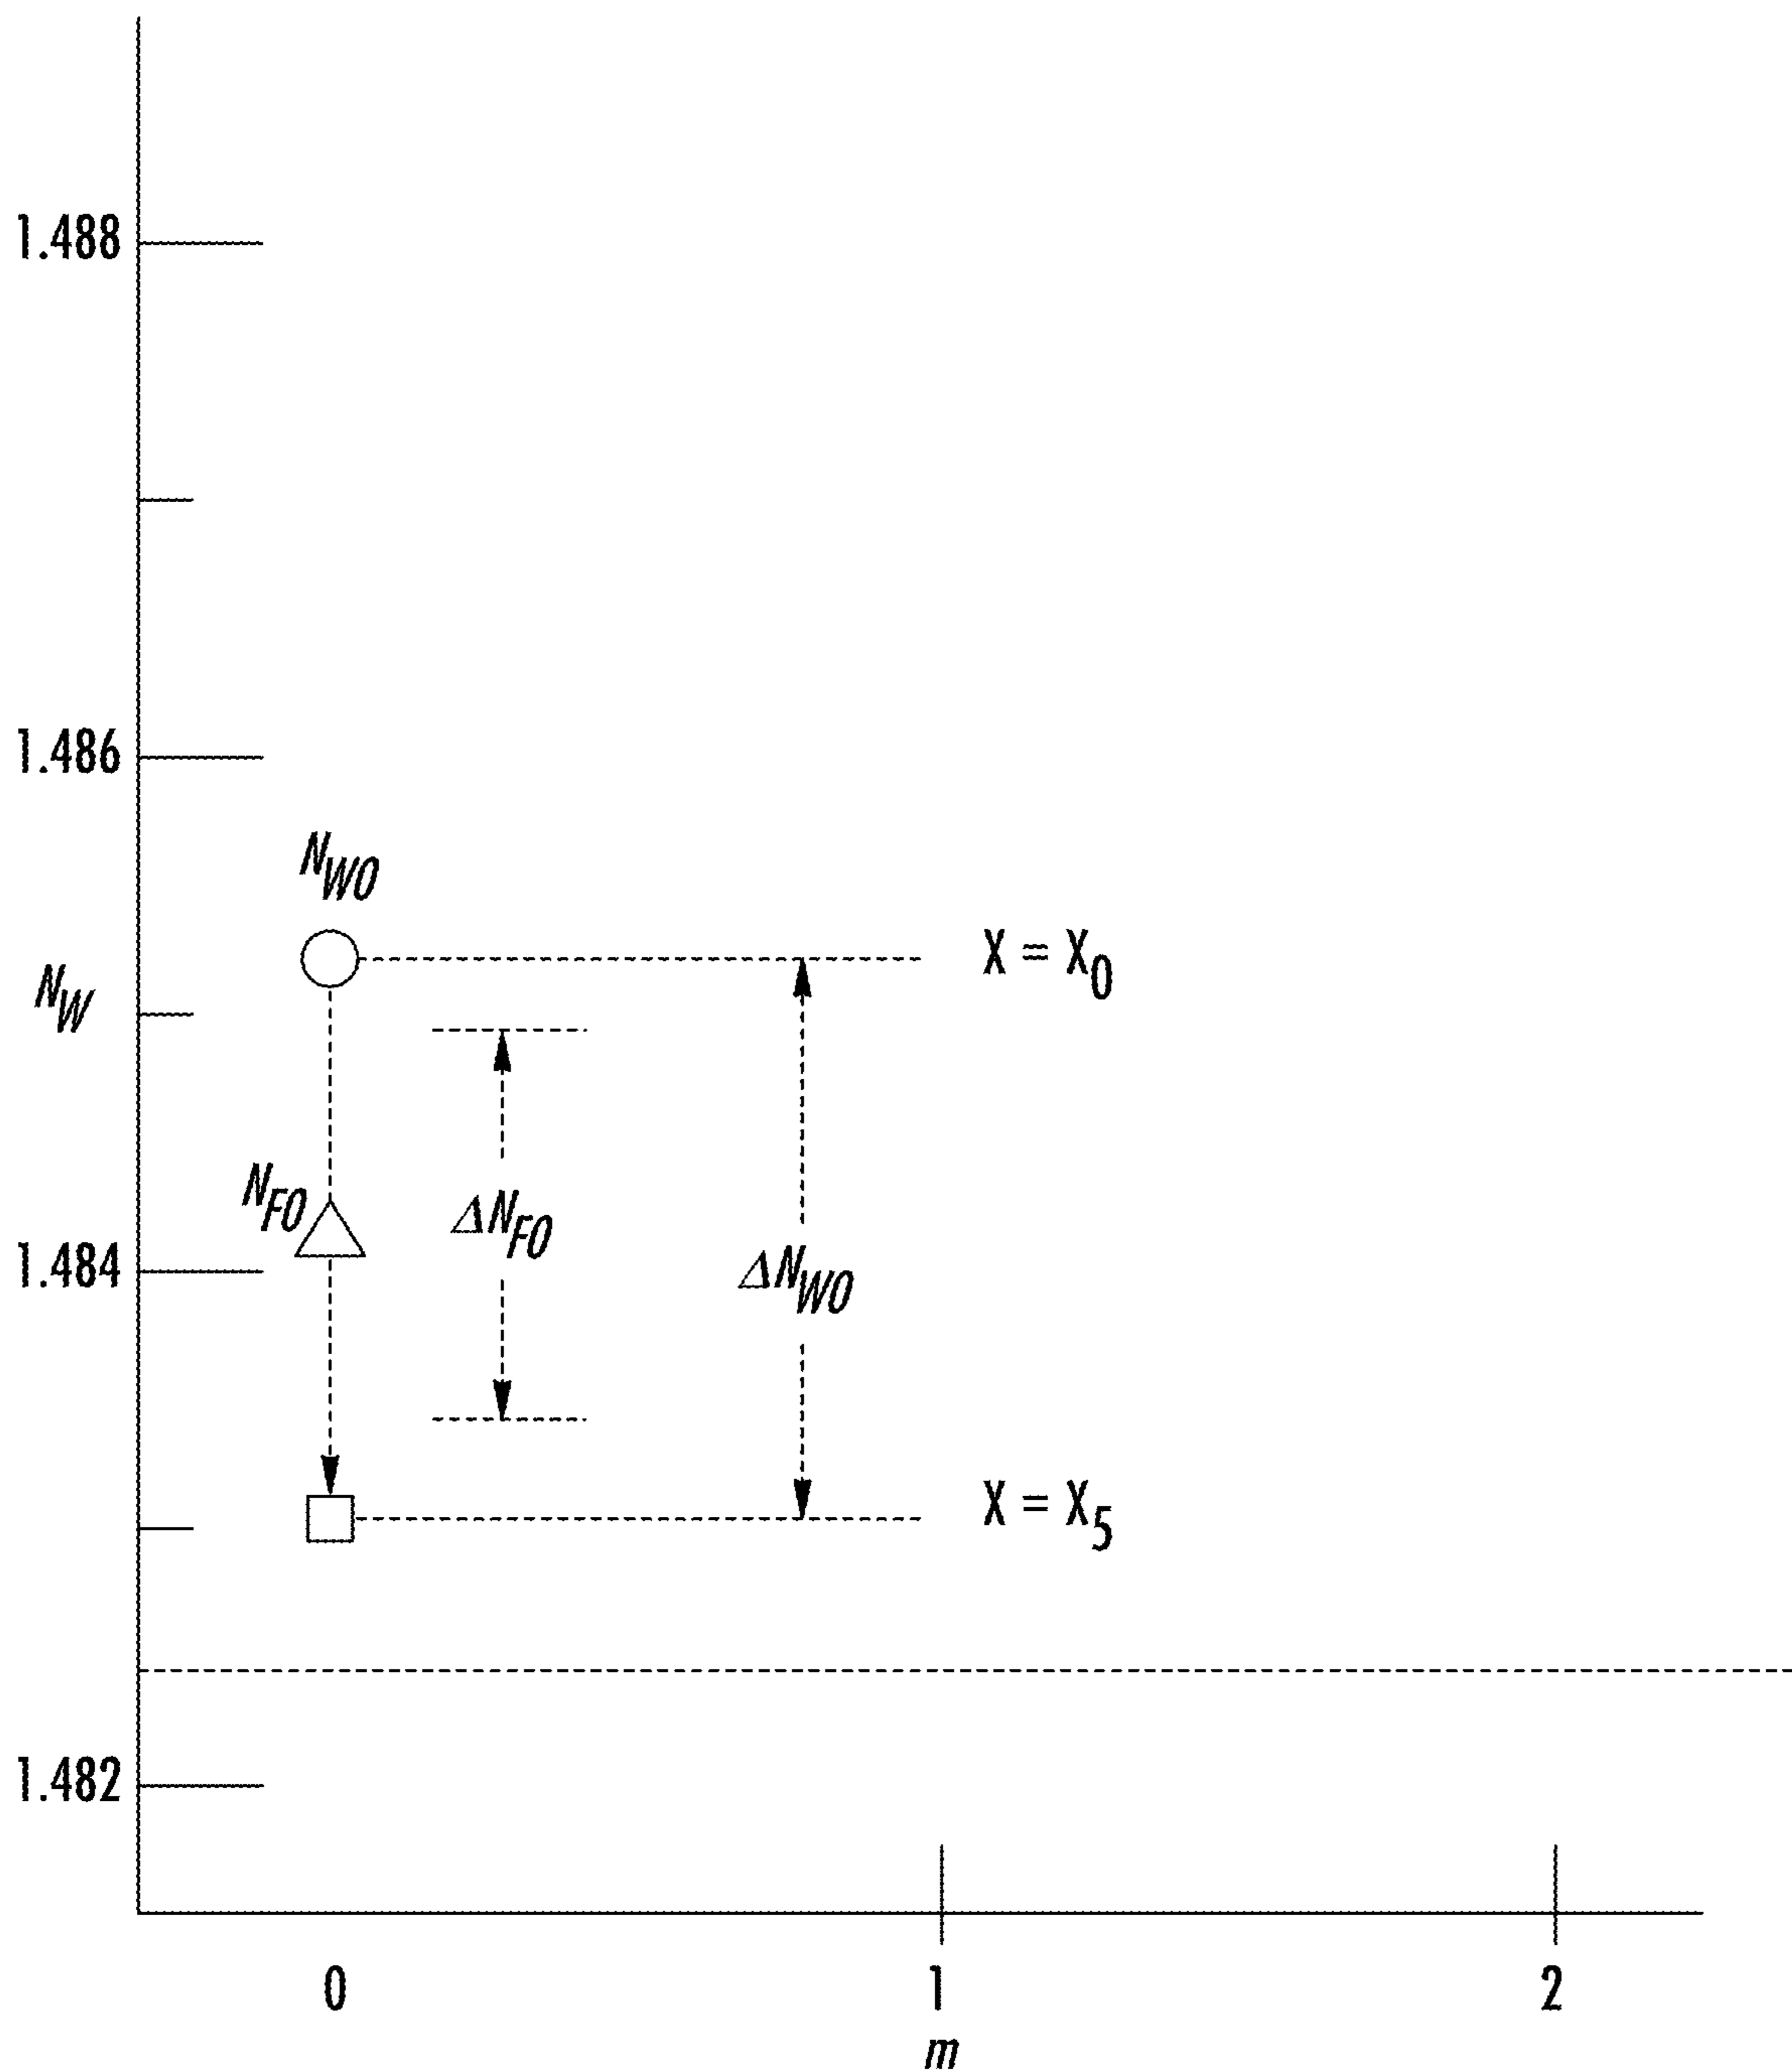 1.488
1.486
N_W0
N_W
X = X_0
N_F0
ΔN_F0
1.484
ΔN_W0
X = X_5
1.482
0
1
2
m